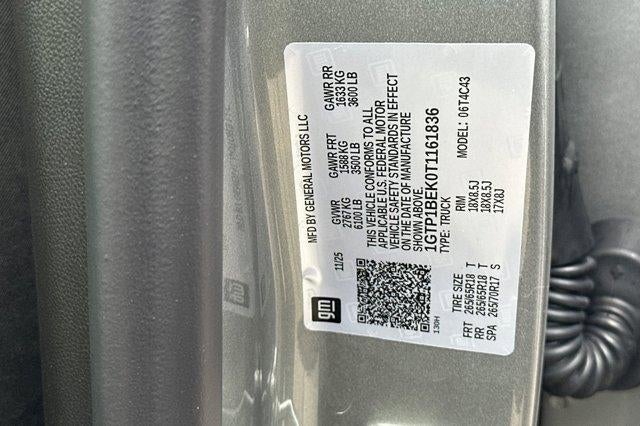 gm
MFD BY GENERAL MOTORS LLC
11/25
GVWR GAWR FRT GAWR RR
2767 KG 1588 KG 1633 KG
6100 LB 3500 LB 3600 LB
THIS VEHICLE CONFORMS TO ALL
APPLICABLE U.S. FEDERAL MOTOR
VEHICLE SAFETY STANDARDS IN EFFECT
ON THE DATE OF MANUFACTURE
SHOWN ABOVE.
1GTP1BEK0T1161836
130H
TYPE: TRUCK MODEL: 06T4C43
TIRE SIZE RIM
FRT 265/65R18 T 18X8.5J
RR 265/65R18 T 18X8.5J
SPA 265/70R17 S 17X8J